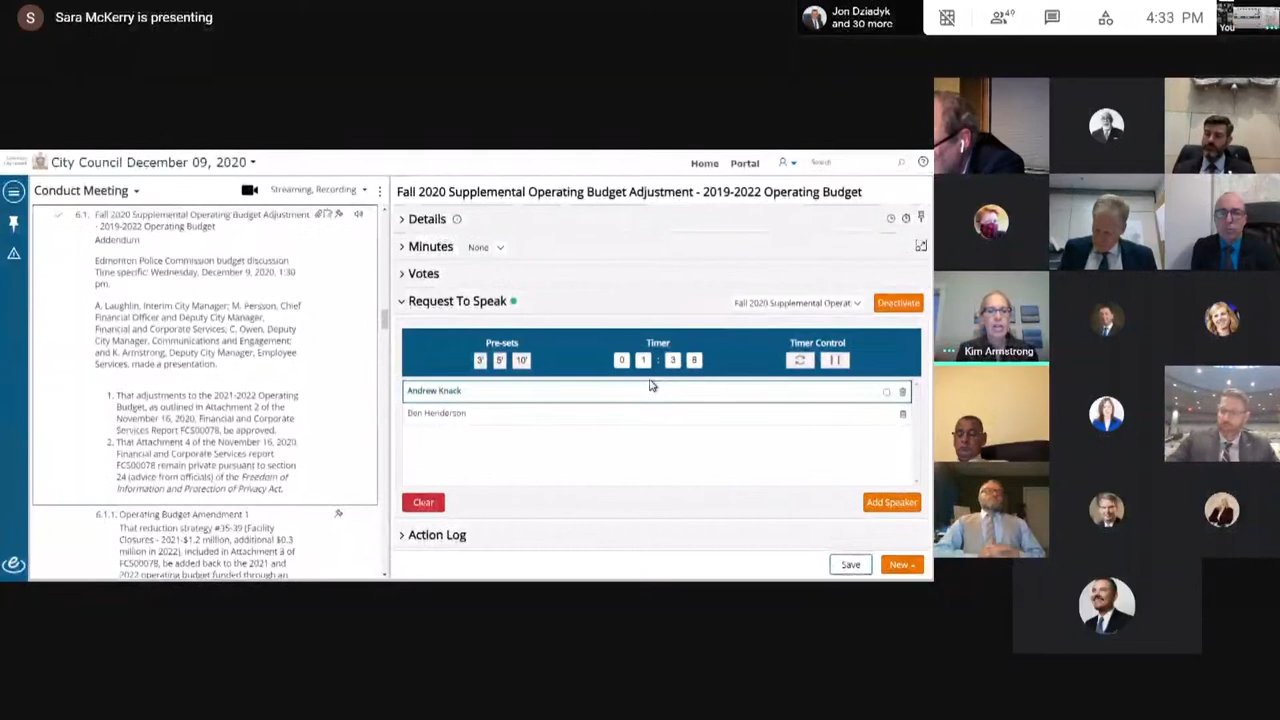 S Sara McKerry is presenting
Jon Dziadyk
and 30 more
49
4:33 PM
You
City Council December 09, 2020
Home Portal
Search
Conduct Meeting
Streaming, Recording
6.1. Fall 2020 Supplemental Operating Budget Adjustment
- 2019-2022 Operating Budget
Addendum
Edmonton Police Commission budget discussion
Time specific: Wednesday, December 9, 2020, 1:30
pm.
A. Laughlin, Interim City Manager; M. Persson, Chief
Financial Officer and Deputy City Manager,
Financial and Corporate Services; C. Owen, Deputy
City Manager, Communications and Engagement;
and K. Armstrong, Deputy City Manager, Employee
Services, made a presentation.
1. That adjustments to the 2021-2022 Operating
Budget, as outlined in Attachment 2 of the
November 16, 2020, Financial and Corporate
Services Report FCS00078, be approved.
2. That Attachment 4 of the November 16, 2020,
Financial and Corporate Services report
FCS00078 remain private pursuant to section
24 (advice from officials) of the Freedom of
Information and Protection of Privacy Act.
6.1.1. Operating Budget Amendment 1
That reduction strategy #35-39 (Facility
Closures - 2021-$1.2 million, additional $0.3
million in 2022), included in Attachment 3 of
FCS00078, be added back to the 2021 and
2022 operating budget funded through an
Fall 2020 Supplemental Operating Budget Adjustment - 2019-2022 Operating Budget
Details
Minutes None
Votes
Request To Speak
Fall 2020 Supplemental Operat
Deactivate
Pre-sets Timer Timer Control
3' 5' 10' 0 1 : 3 8
Andrew Knack
Don Henderson
Clear
Add Speaker
Action Log
Save
New
Kim Armstrong